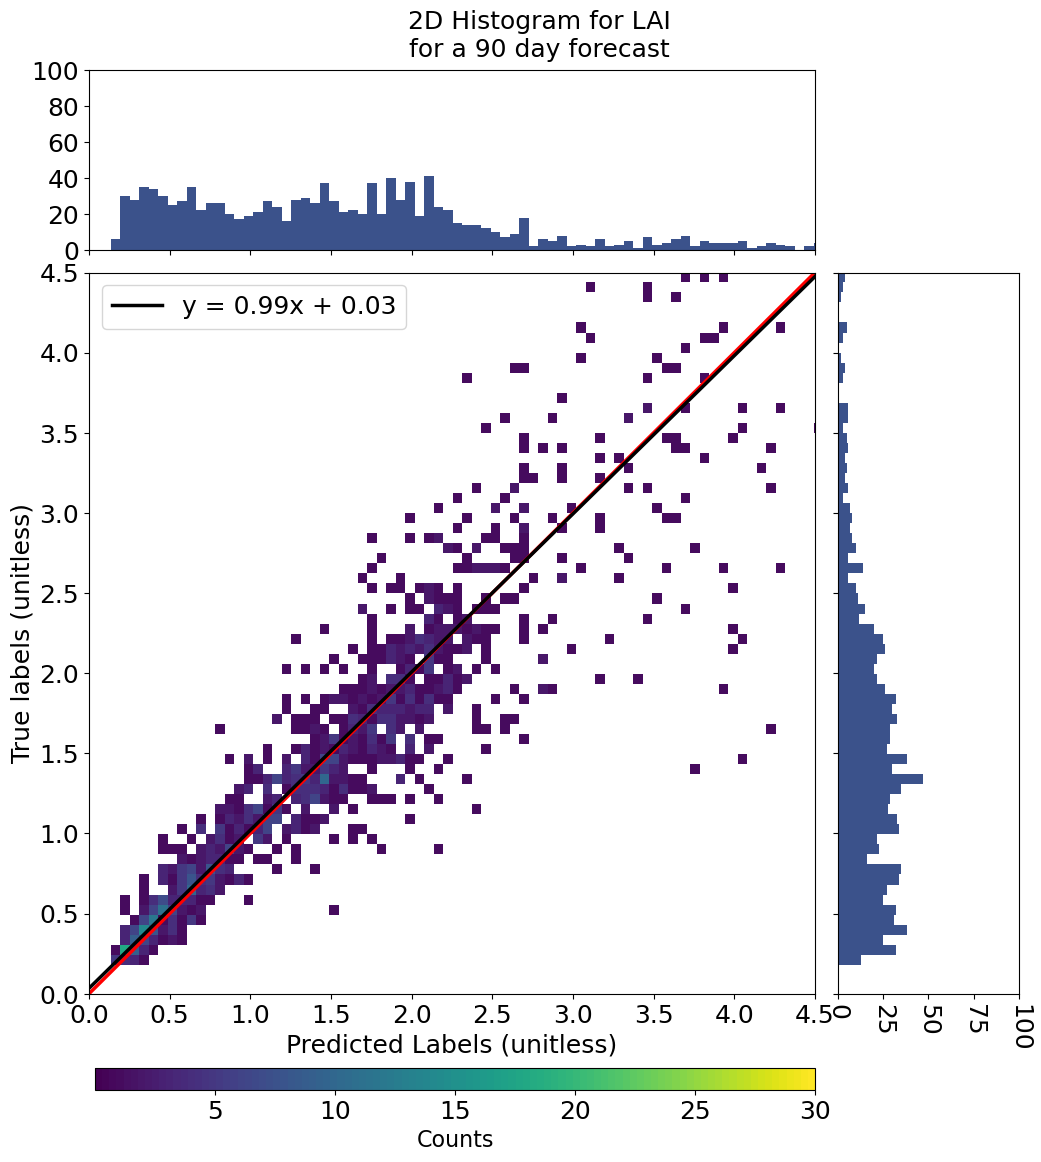 2D Histogram for LAI
for a 90 day forecast
100
80
60
40
20
0
4.5
4.0
3.5
3.0
2.5
2.0
1.5
1.0
0.5
0.0
True labels (unitless)
y = 0.99x + 0.03
0.0 0.5 1.0 1.5 2.0 2.5 3.0 3.5 4.0 4.5
Predicted Labels (unitless)
0 25 50 75 100
5 10 15 20 25 30
Counts